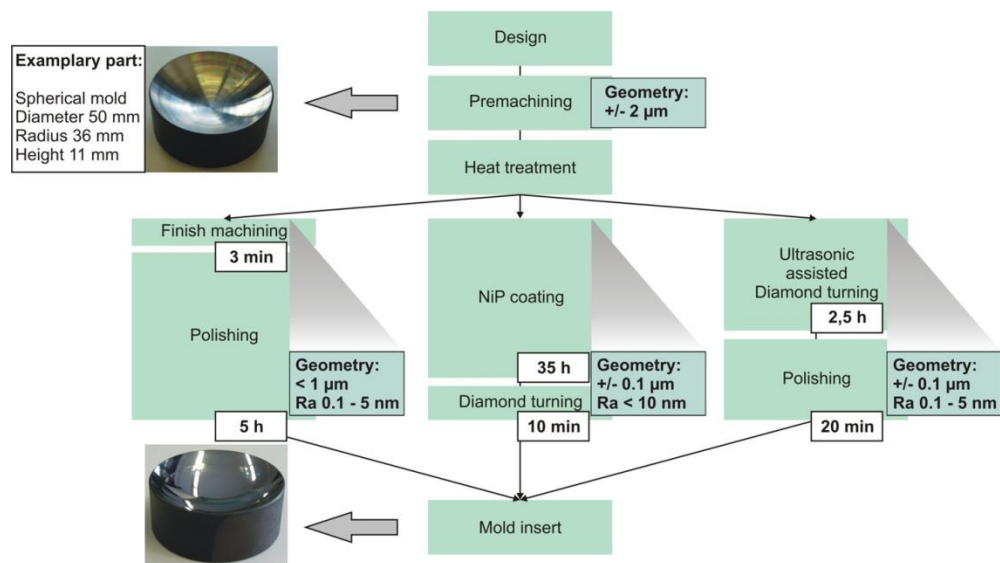 Design
Examplary part:
Spherical mold
Diameter 50 mm
Radius 36 mm
Height 11 mm
Premachining
Geometry:
+/- 2 µm
Heat treatment
Finish machining
3 min
Polishing
Geometry:
< 1 µm
Ra 0.1 - 5 nm
5 h
NiP coating
35 h
Geometry:
+/- 0.1 µm
Ra < 10 nm
Diamond turning
10 min
Ultrasonic
assisted
Diamond turning
2,5 h
Polishing
Geometry:
+/- 0.1 µm
Ra 0.1 - 5 nm
20 min
Mold insert